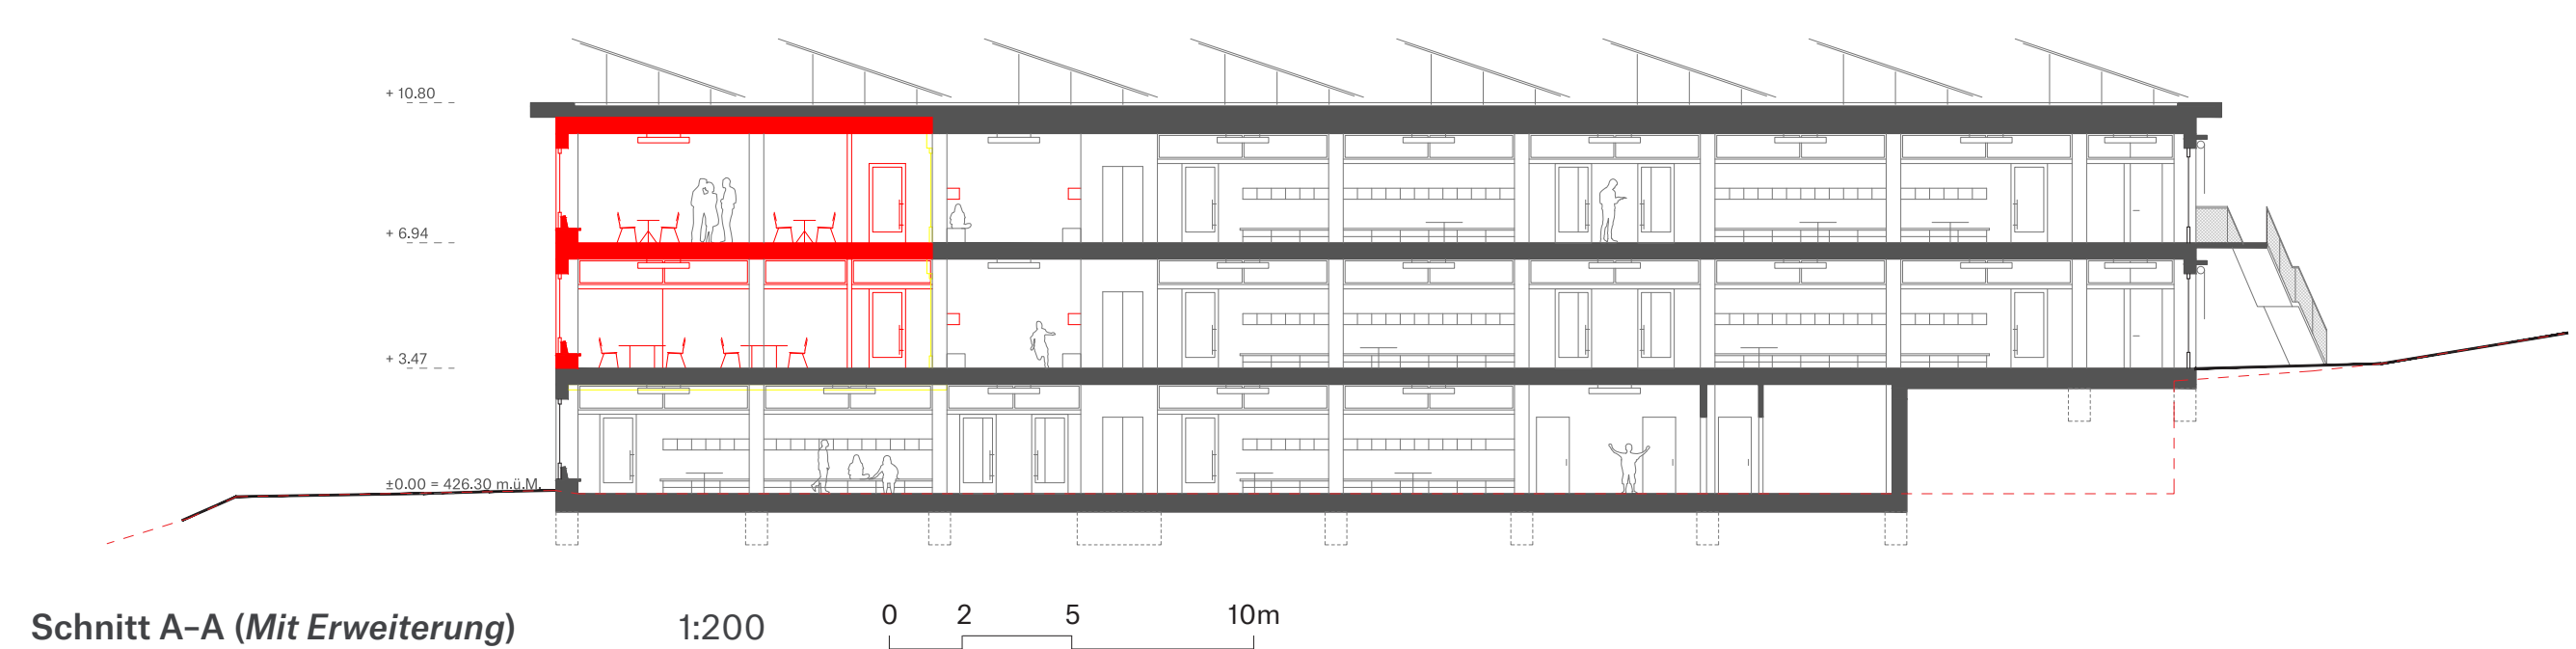 + 10.80
+ 6.94
+ 3.47
±0.00 = 426.30 m.ü.M.
Schnitt A–A (Mit Erweiterung)
1:200
0 2 5 10m